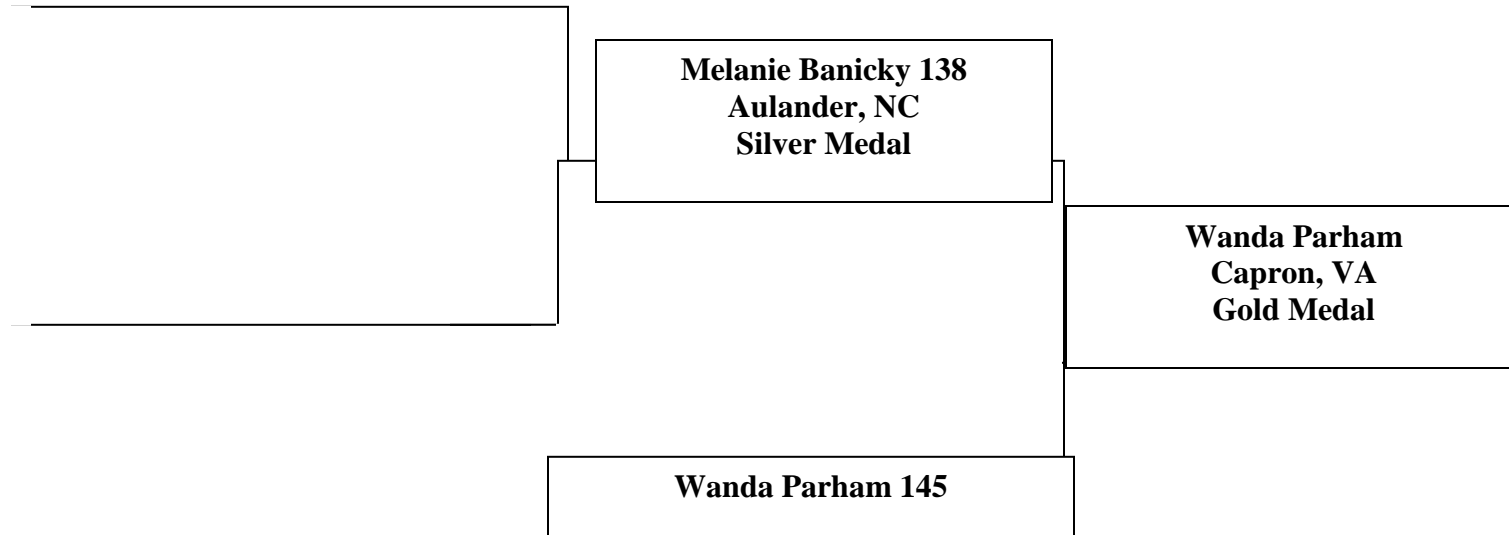 Melanie Banicky 138
Aulander, NC
Silver Medal
Wanda Parham
Capron, VA
Gold Medal
Wanda Parham 145